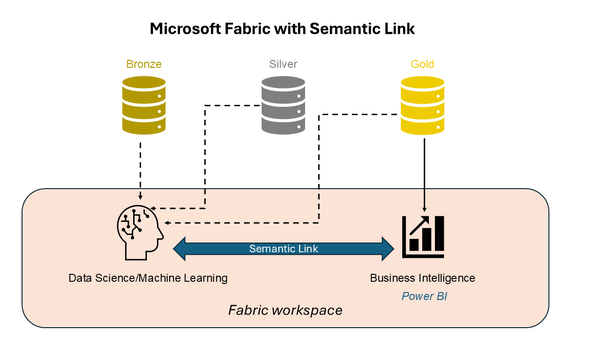 Microsoft Fabric with Semantic Link
Bronze
Silver
Gold
Semantic Link
Data Science/Machine Learning
Business Intelligence
Power BI
Fabric workspace